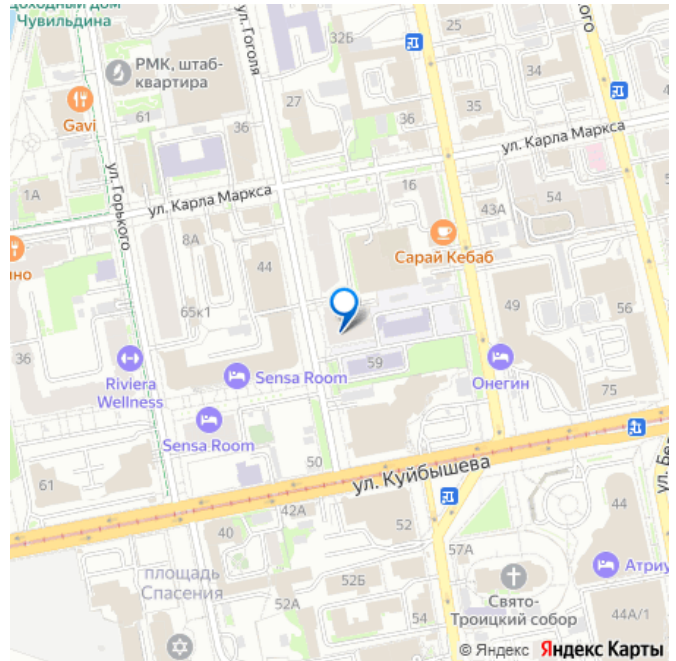 доходный дом
Чувильдина
ул. Гоголя
32Б
25
ого
РМК, штаб-
квартира
34
Gavi
61
27
35
36
36
4
ул. Карла Маркса
ул. Горького
1А
ул. Карла Маркса
16
54
43А
8А
Сарай Кебаб
но
44
65к1
49
56
36
59
Riviera
Wellness
Sensa Room
Онегин
75
Sensa Room
50
ул. Куйбышева
61
42А
44
40
52
57А
площадь
Спасения
52Б
Атриу
Свято-
Троицкий собор
52А
54
44А/1
© Яндекс Яндекс Карты